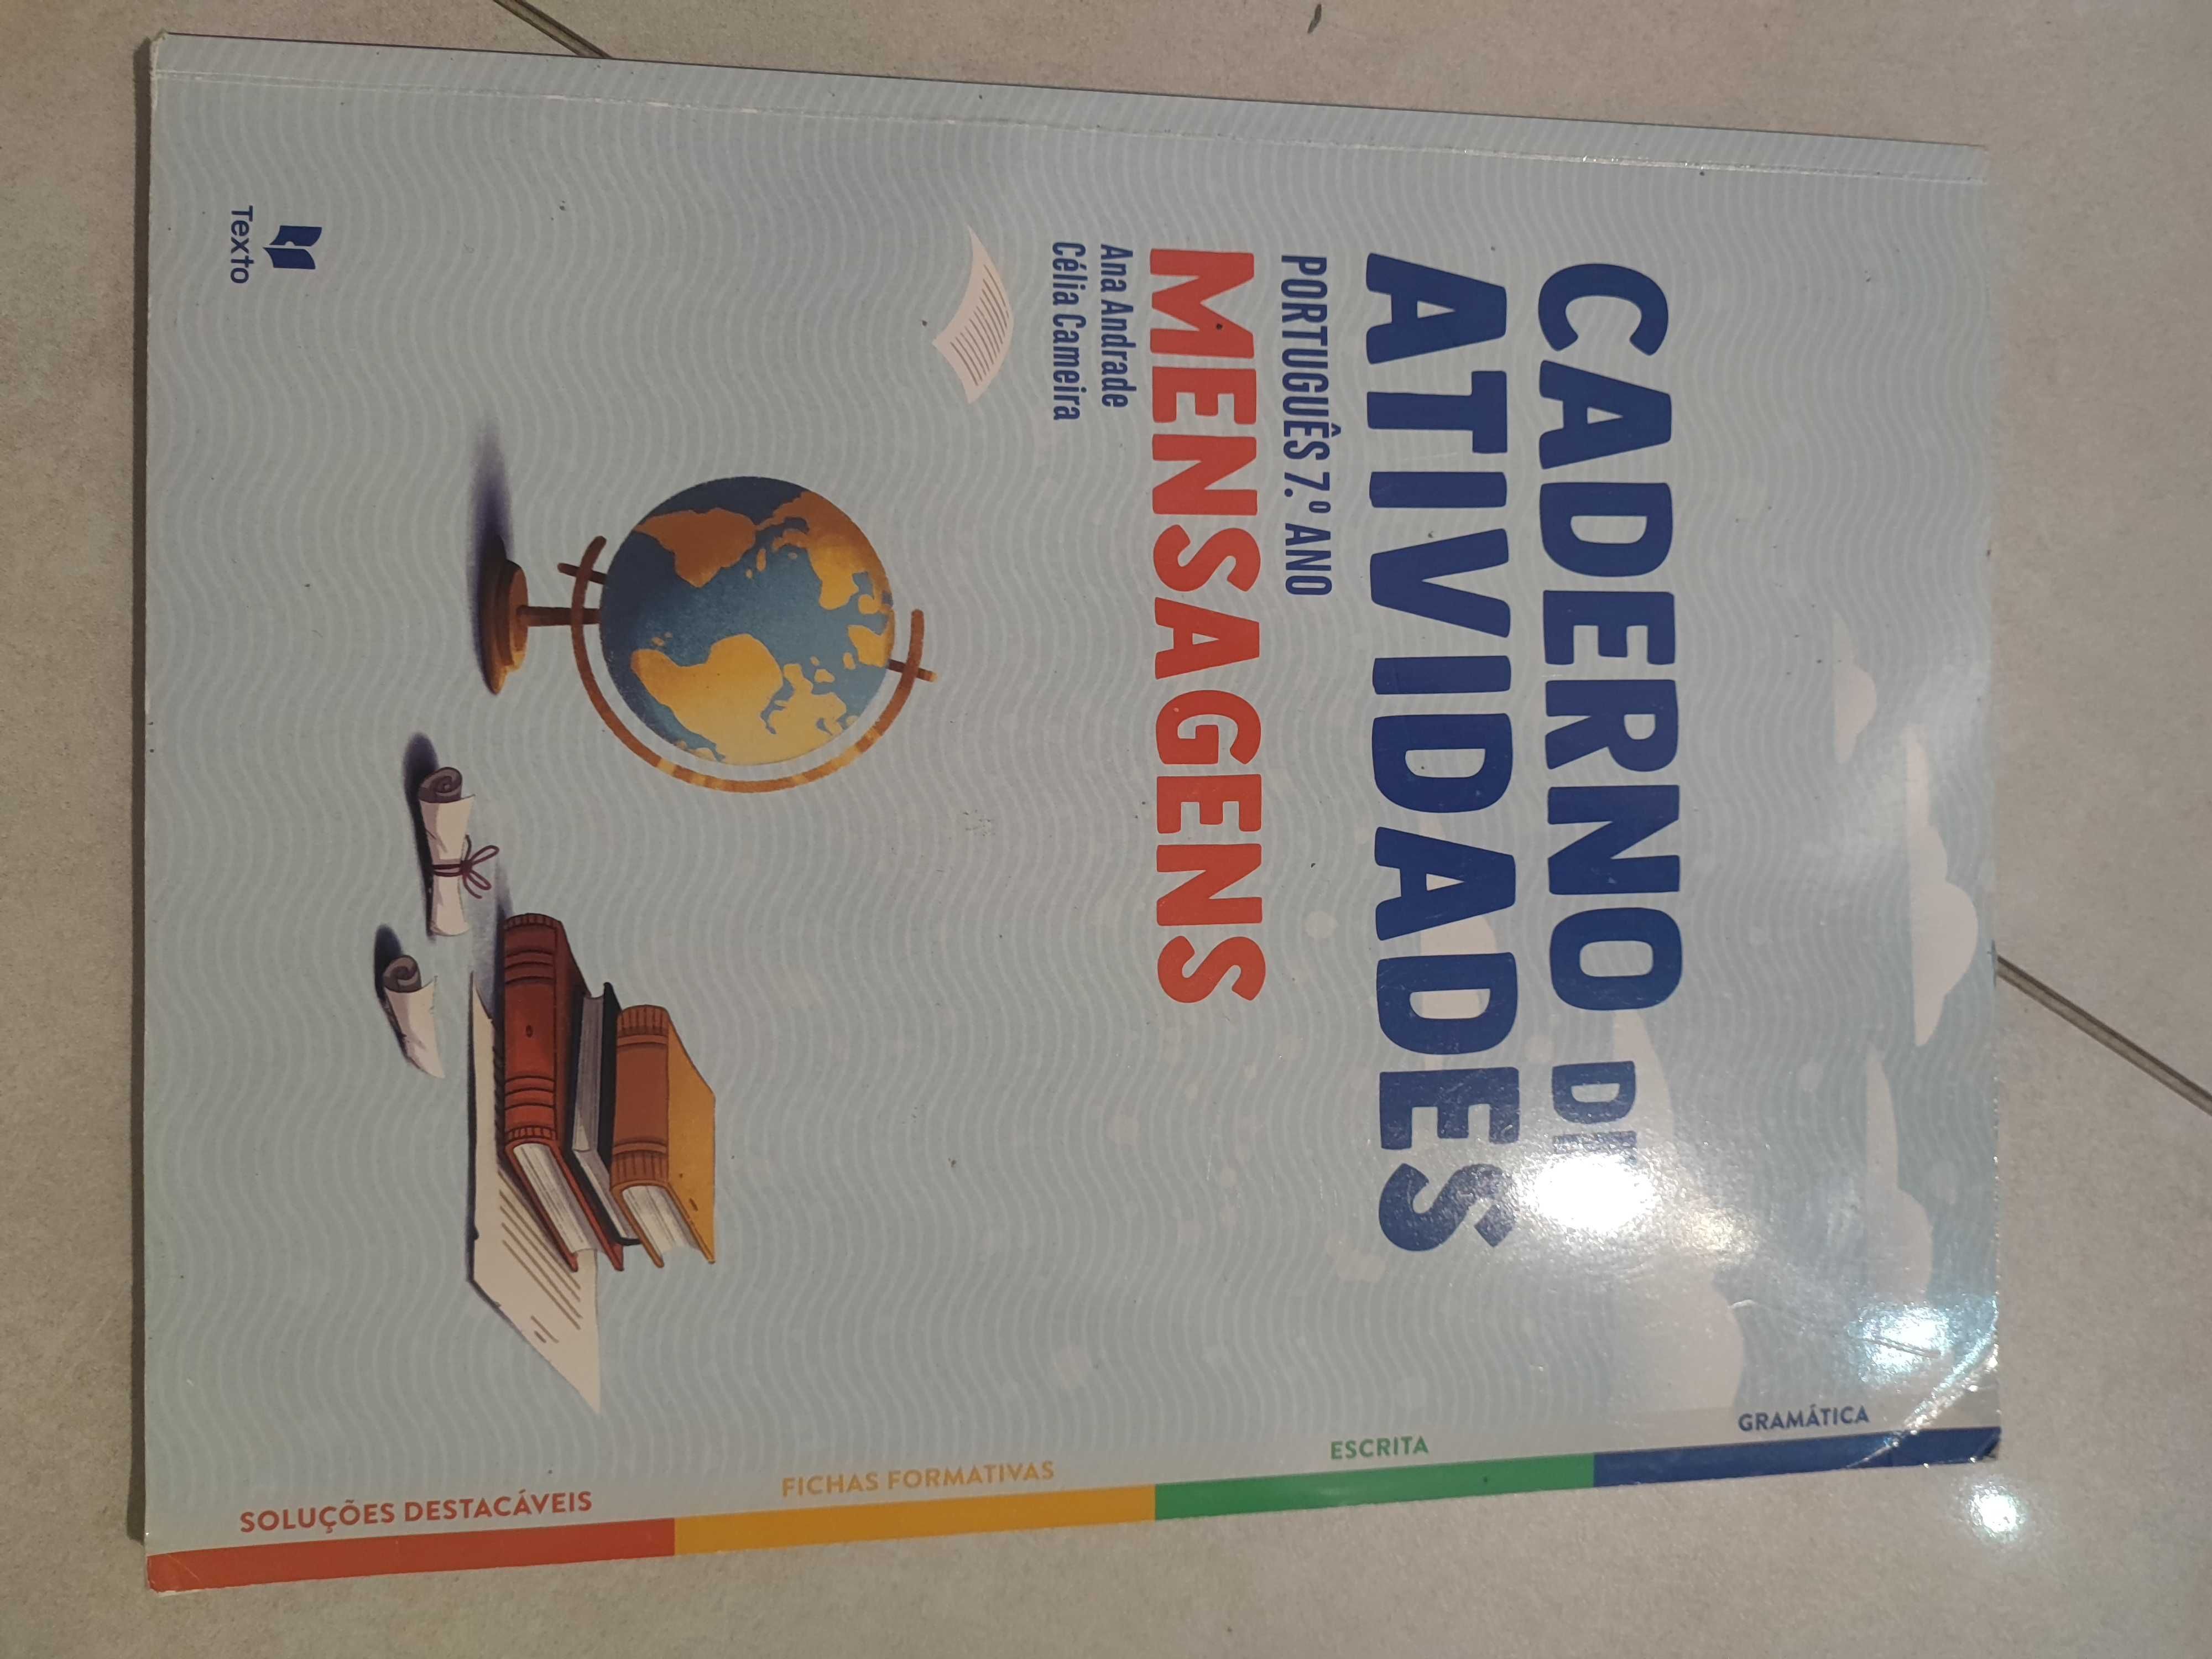 CADERNO DE
ATIVIDADES
PORTUGUÊS 7.º ANO
MENSAGENS
Ana Andrade
Célia Cameira
GRAMÁTICA
ESCRITA
FICHAS FORMATIVAS
SOLUÇÕES DESTACÁVEIS
Texto